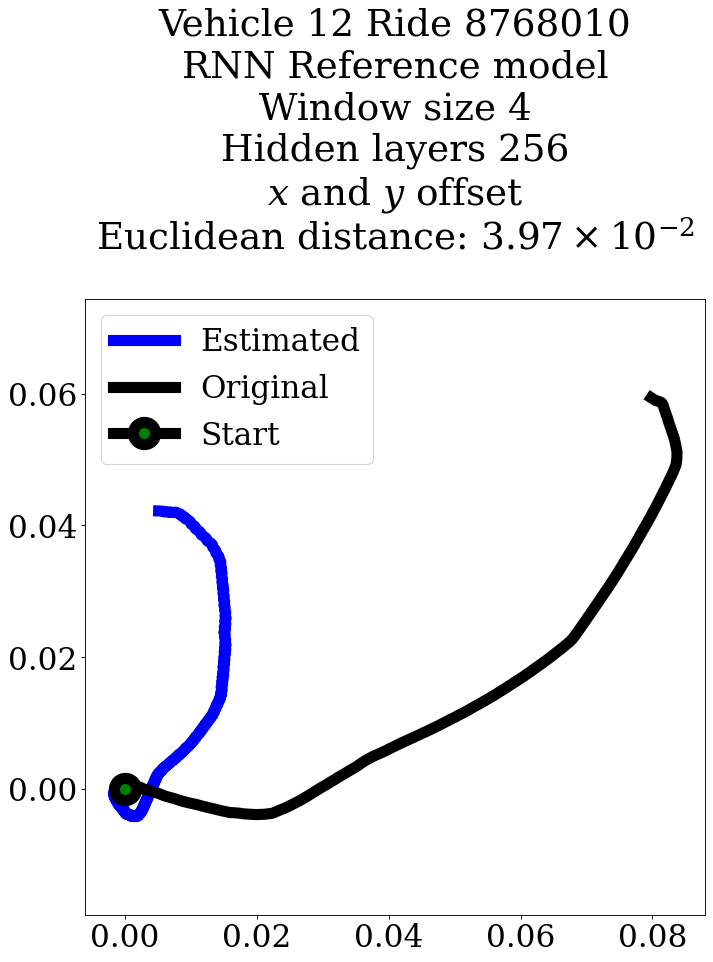 Vehicle 12 Ride 8768010
RNN Reference model
Window size 4
Hidden layers 256
x and y offset
Euclidean distance: 3.97 × 10⁻²
Estimated
Original
Start
0.06
0.04
0.02
0.00
0.00 0.02 0.04 0.06 0.08